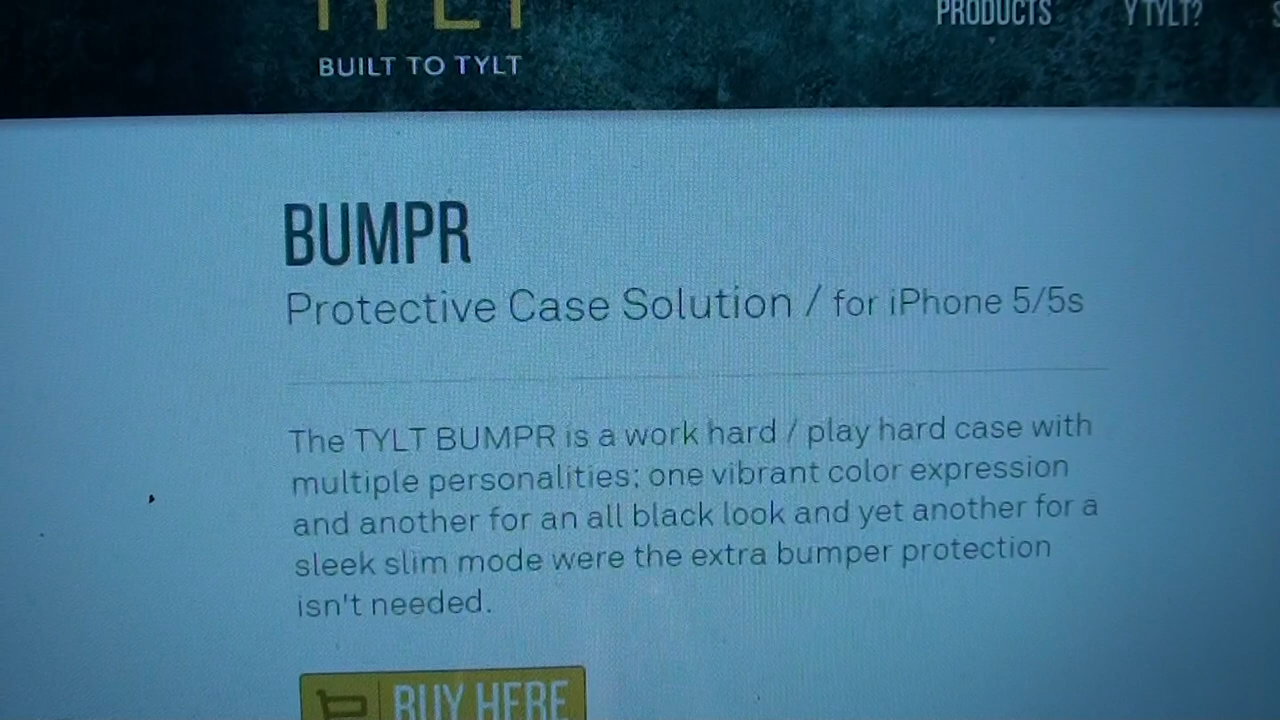 TYLT
BUILT TO TYLT
PRODUCTS
Y TYLT?
BUMPR
Protective Case Solution / for iPhone 5/5s
The TYLT BUMPR is a work hard / play hard case with
multiple personalities: one vibrant color expression
and another for an all black look and yet another for a
sleek slim mode were the extra bumper protection
isn't needed.
BUY HERE